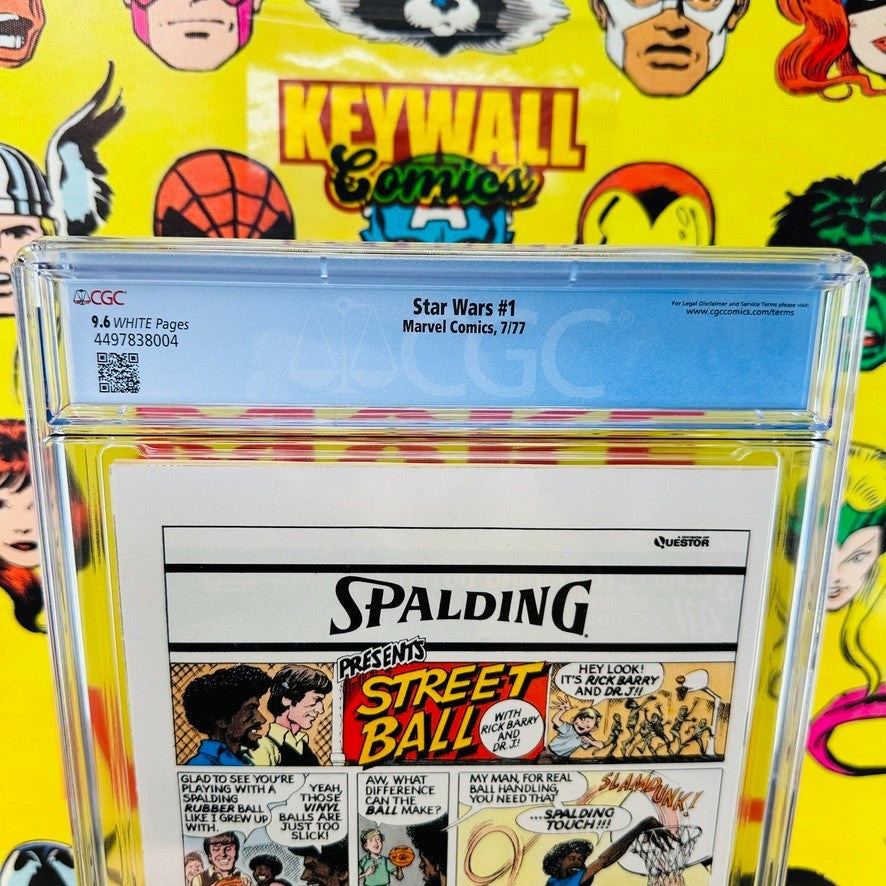 KEYWALL
Comics
A
CGC
9.6 WHITE Pages
4497838004
Star Wars #1
Marvel Comics, 7/77
For Legal Disclaimer and Service Terms please visit:
www.cgccomics.com/terms
CGC
A DIVISION OF
QUESTOR
SPALDING
PRESENTS
STREET
BALL
WITH
RICK BARRY
AND
DR. J!!
HEY LOOK!
IT'S RICK BARRY
AND DR. J!!
GLAD TO SEE YOU'RE
PLAYING WITH A
SPALDING
RUBBER BALL
LIKE I GREW UP
WITH.
YEAH,
THOSE
VINYL
BALLS ARE
JUST TOO
SLICK!
AW, WHAT
DIFFERENCE
CAN THE
BALL MAKE?
MY MAN, FOR REAL
BALL HANDLING,
YOU NEED THAT
...SPALDING
TOUCH!!!
SLAMDUNK!